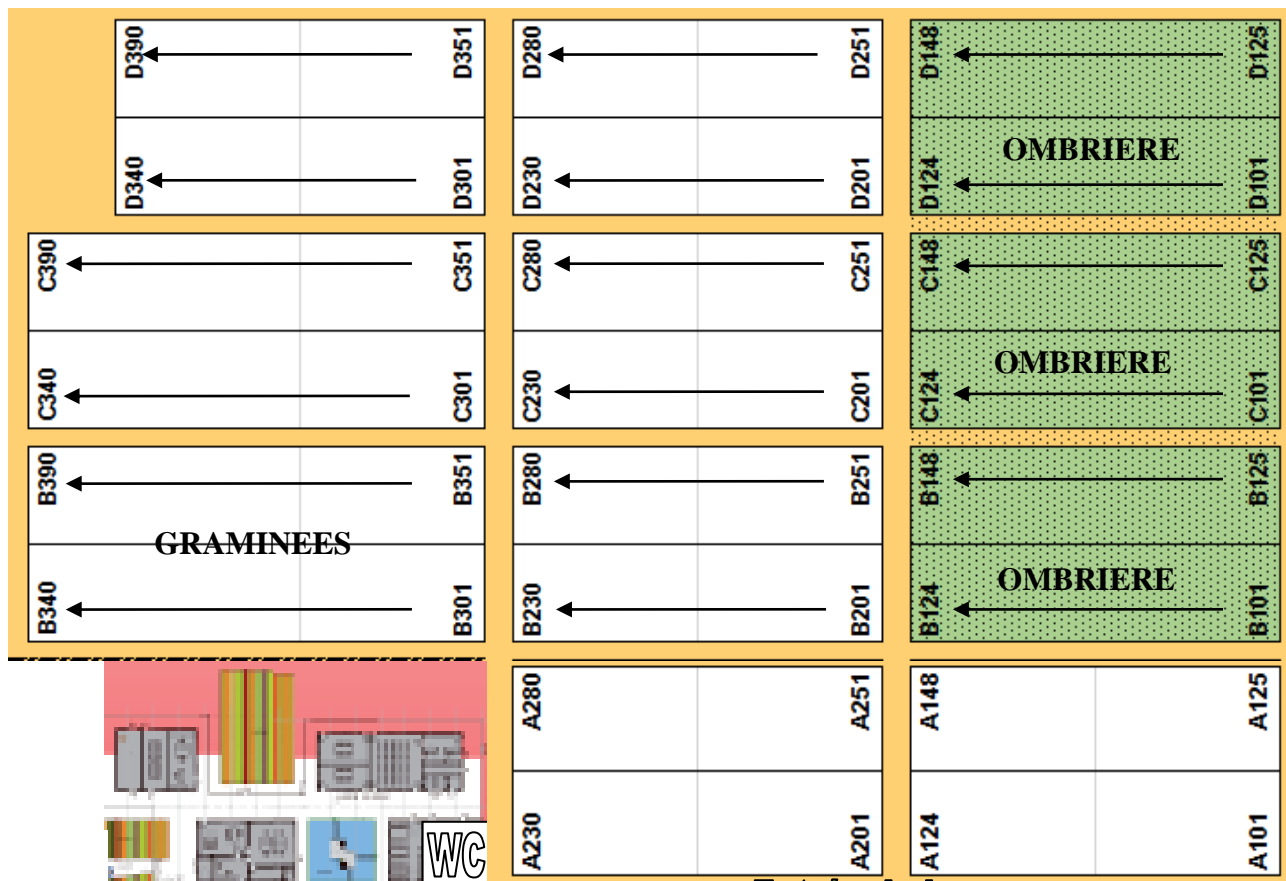 D390 D351 D280 D251 D148 D125
OMBRIERE
D340 D301 D230 D201 D124 D101
C390 C351 C280 C251 C148 C125
OMBRIERE
C340 C301 C230 C201 C124 C101
B390 B351 B280 B251 B148 B125
GRAMINEES
OMBRIERE
B340 B301 B230 B201 B124 B101
A280 A251 A148 A125
WC
A230 A201 A124 A101